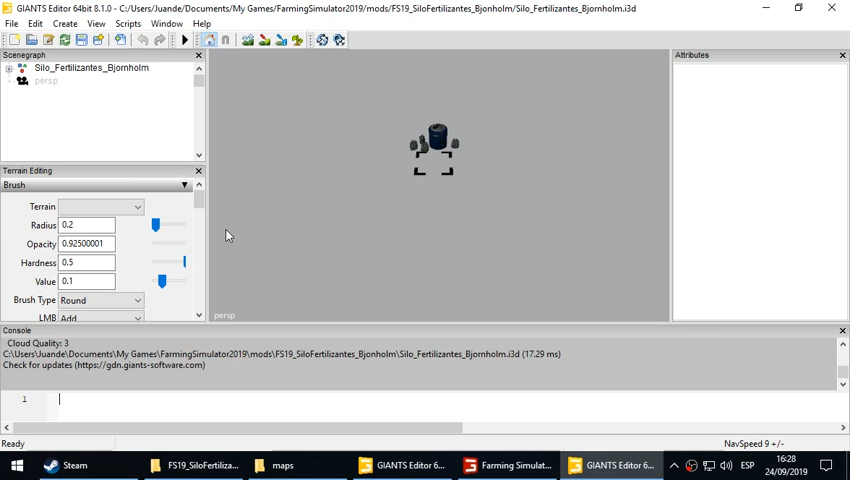 GIANTS Editor 64bit 8.1.0 - C:/Users/Juande/Documents/My Games/FarmingSimulator2019/mods/FS19_SiloFertilizantes_Bjonholm/Silo_Fertilizantes_Bjornholm.i3d
File Edit Create View Scripts Window Help
Scenegraph
Silo_Fertilizantes_Bjornholm
persp
Terrain Editing
Brush
Terrain
Radius 0.2
Opacity 0.92500001
Hardness 0.5
Value 0.1
Brush Type Round
LMB Add
persp
Attributes
Console
Cloud Quality: 3
C:\Users\Juande\Documents\My Games\FarmingSimulator2019\mods\FS19_SiloFertilizantes_Bjonholm\Silo_Fertilizantes_Bjornholm.i3d (17.29 ms)
Check for updates (https://gdn.giants-software.com)
1
Ready
NavSpeed 9 +/-
Steam
FS19_SiloFertiliza...
maps
GIANTS Editor 6...
Farming Simulat...
GIANTS Editor 6...
ESP
16:28
24/09/2019